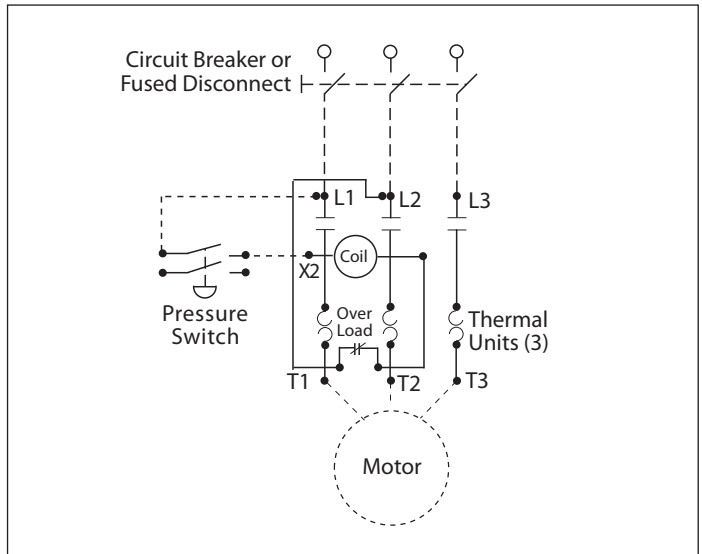 Circuit Breaker or
Fused Disconnect
L1
L2
L3
X2
Coil
Pressure
Switch
Over
Load
Thermal
Units (3)
T1
T2
T3
Motor